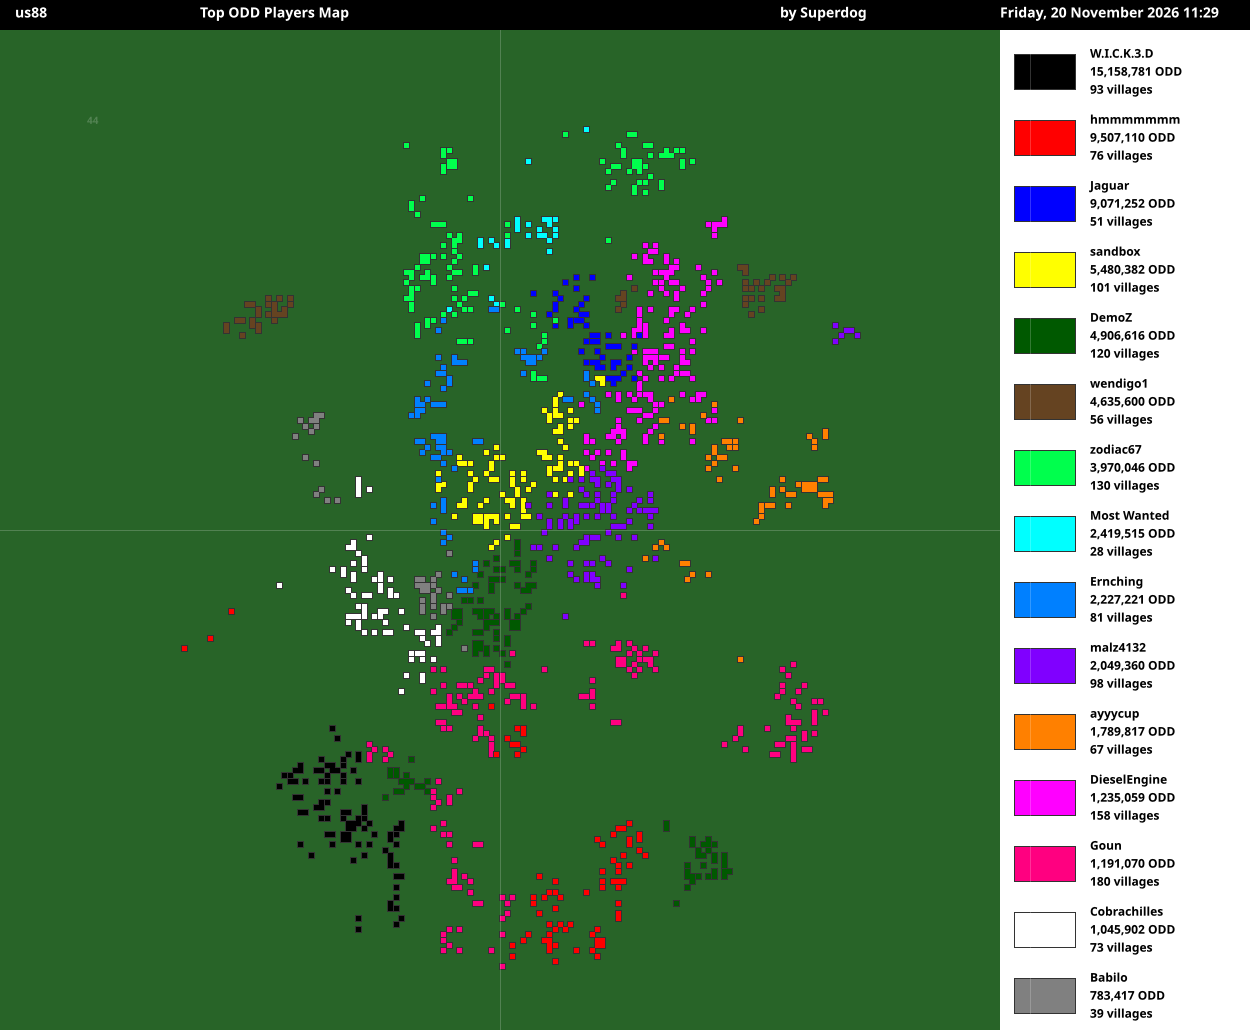 us88 Top ODD Players Map by Superdog Friday, 20 November 2026 11:29
44
W.I.C.K.3.D
15,158,781 ODD
93 villages
hmmmmmmm
9,507,110 ODD
76 villages
Jaguar
9,071,252 ODD
51 villages
sandbox
5,480,382 ODD
101 villages
DemoZ
4,906,616 ODD
120 villages
wendigo1
4,635,600 ODD
56 villages
zodiac67
3,970,046 ODD
130 villages
Most Wanted
2,419,515 ODD
28 villages
Ernching
2,227,221 ODD
81 villages
malz4132
2,049,360 ODD
98 villages
ayyycup
1,789,817 ODD
67 villages
DieselEngine
1,235,059 ODD
158 villages
Goun
1,191,070 ODD
180 villages
Cobrachilles
1,045,902 ODD
73 villages
Babilo
783,417 ODD
39 villages